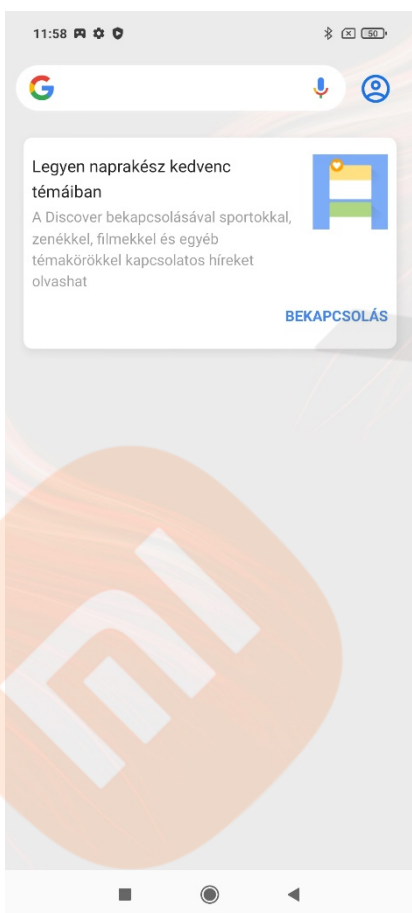 11:58
50
G
Legyen naprakész kedvenc
témáiban
A Discover bekapcsolásával sportokkal,
zenékkel, filmekkel és egyéb
témakörökkel kapcsolatos híreket
olvashat
BEKAPCSOLÁS